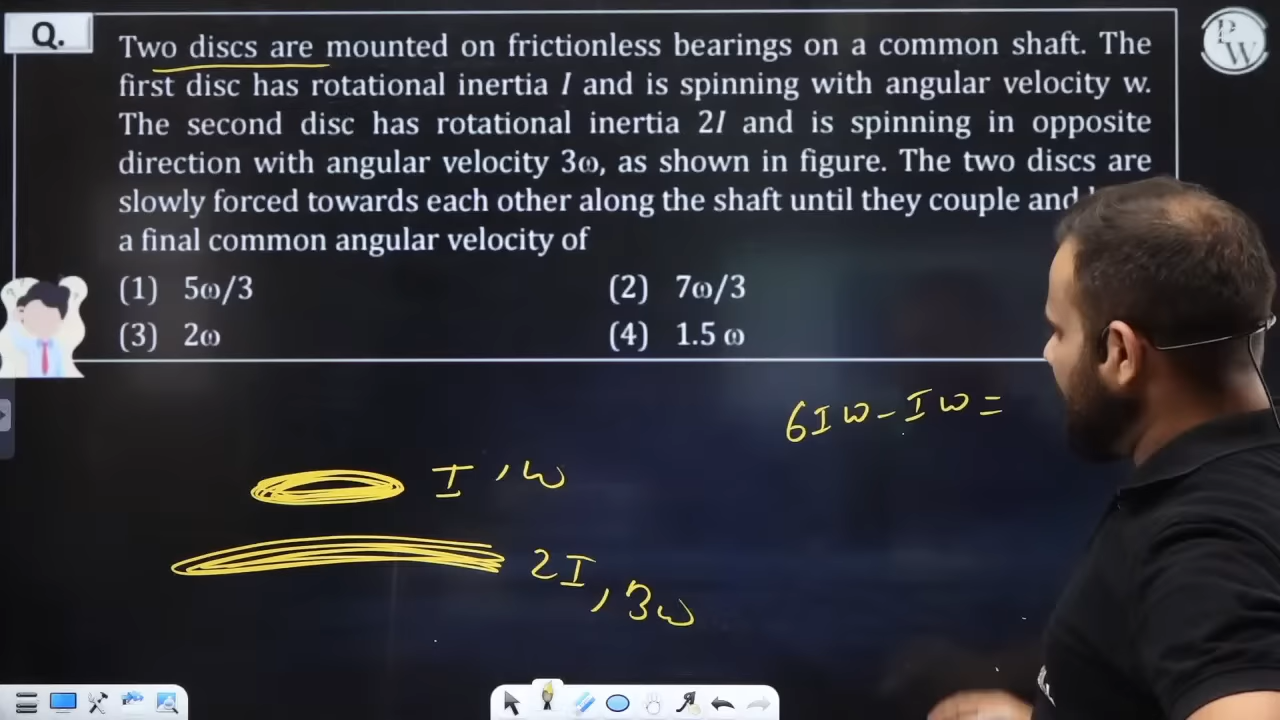 Q.
Two discs are mounted on frictionless bearings on a common shaft. The
first disc has rotational inertia I and is spinning with angular velocity w.
The second disc has rotational inertia 2I and is spinning in opposite
direction with angular velocity 3ω, as shown in figure. The two discs are
slowly forced towards each other along the shaft until they couple and
a final common angular velocity of
(1) 5ω/3 (2) 7ω/3
(3) 2ω (4) 1.5 ω
6Iω - Iω =
I, ω
2I, 3ω
PW